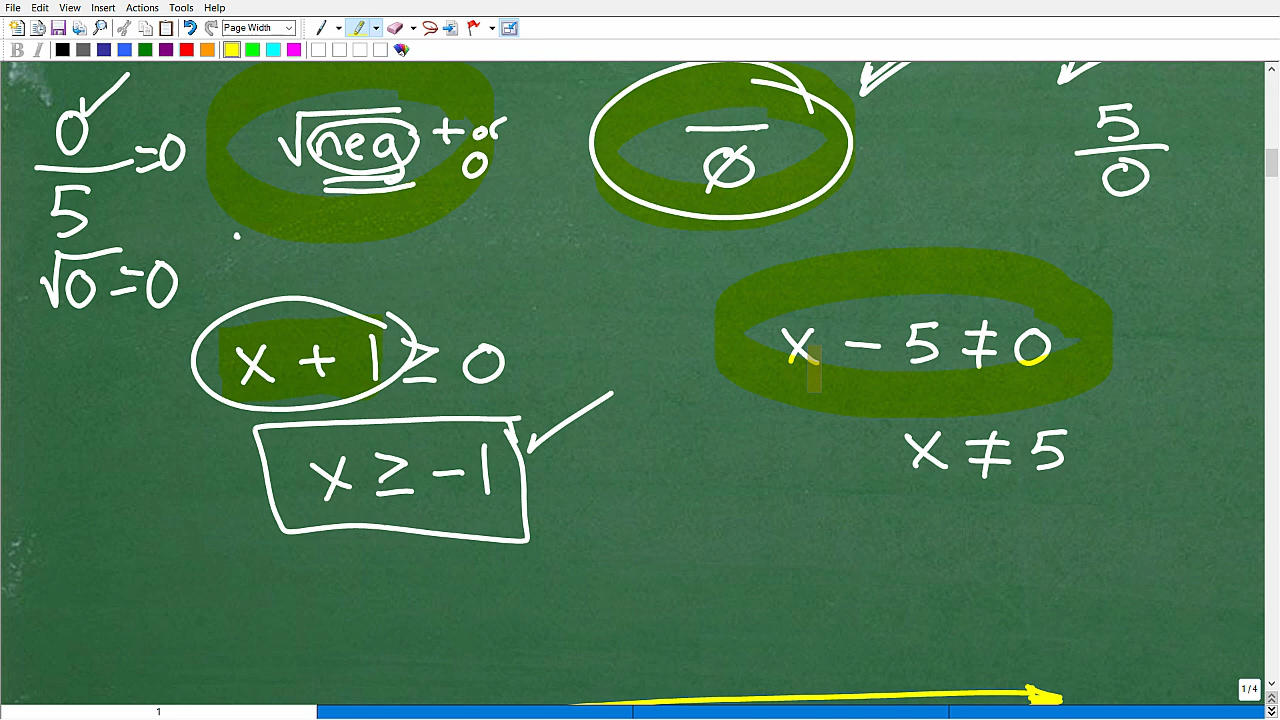 File Edit View Insert Actions Tools Help
Page Width
B I
0/5 = 0
√0 = 0
√neg + or 0
0
5/0
x + 1 ≥ 0
x ≥ -1
x - 5 ≠ 0
x ≠ 5
1/4
1